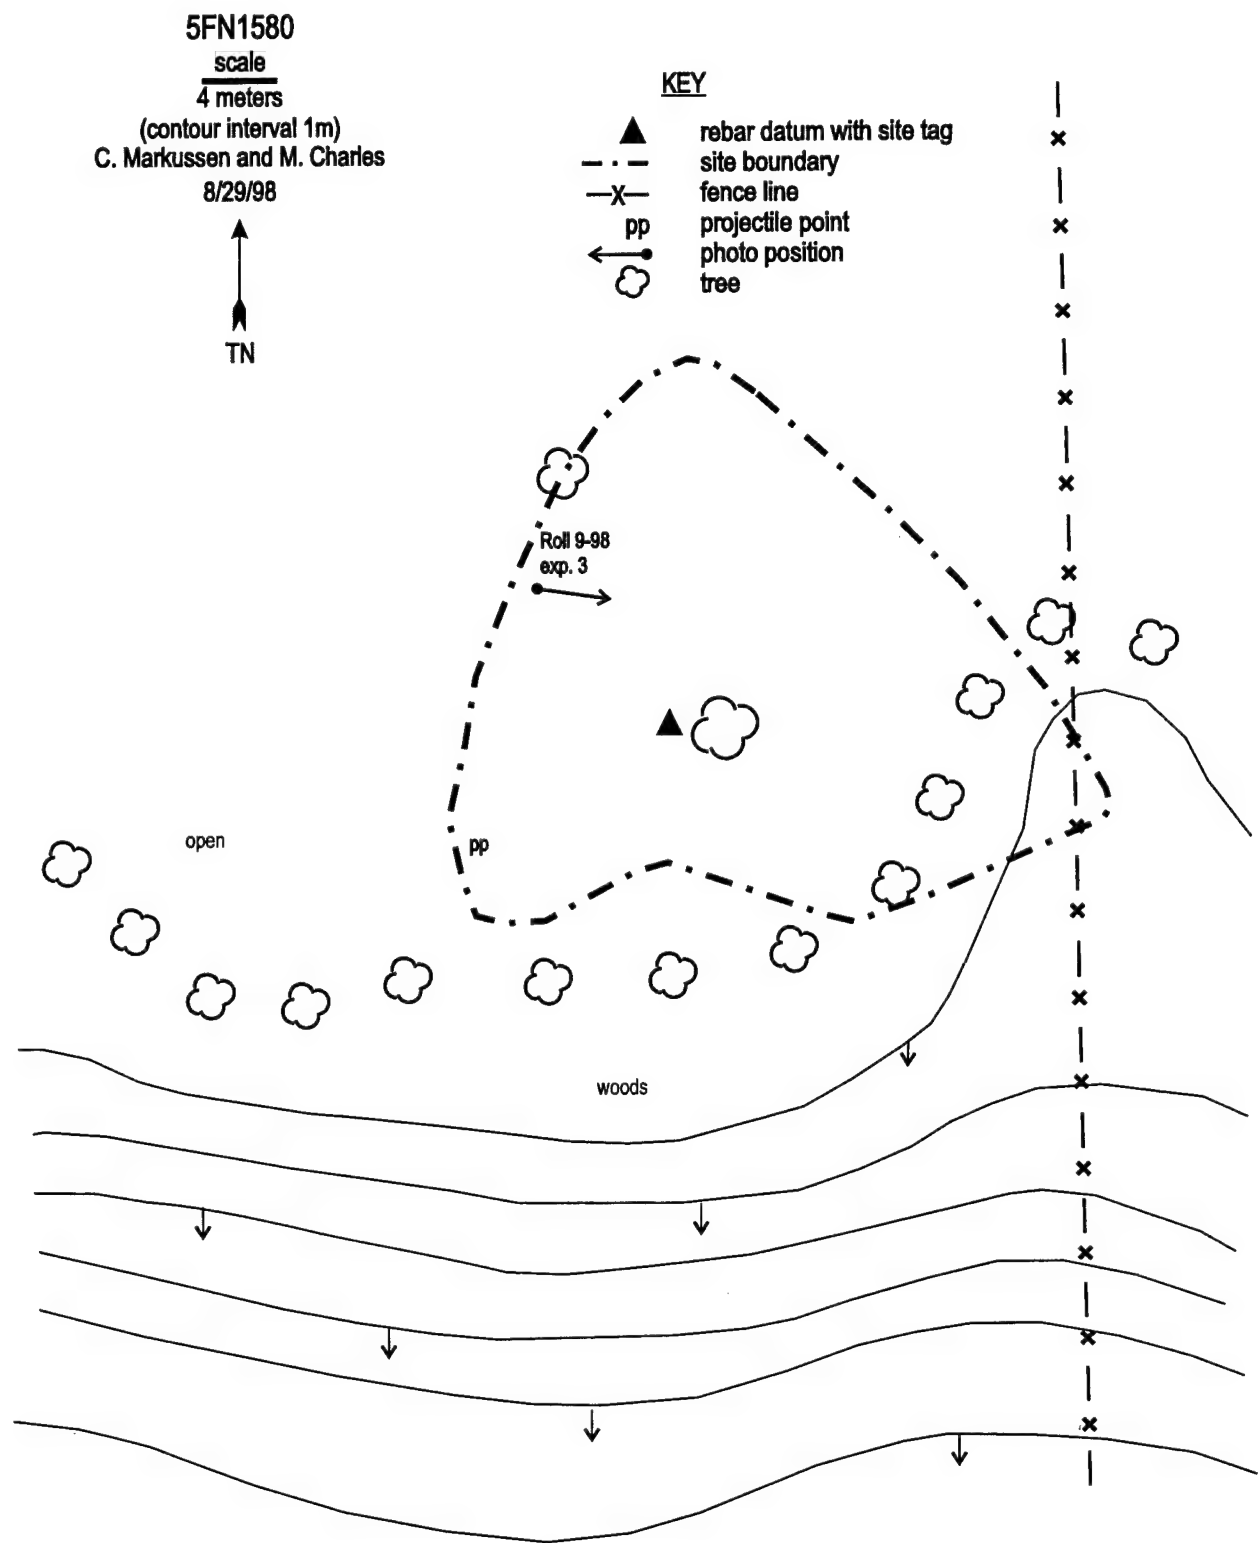 5FN1580
scale
4 meters
(contour interval 1m)
C. Markussen and M. Charles
8/29/98
TN
KEY
rebar datum with site tag
site boundary
—X— fence line
pp projectile point
photo position
tree
Roll 9-98
exp. 3
pp
open
woods